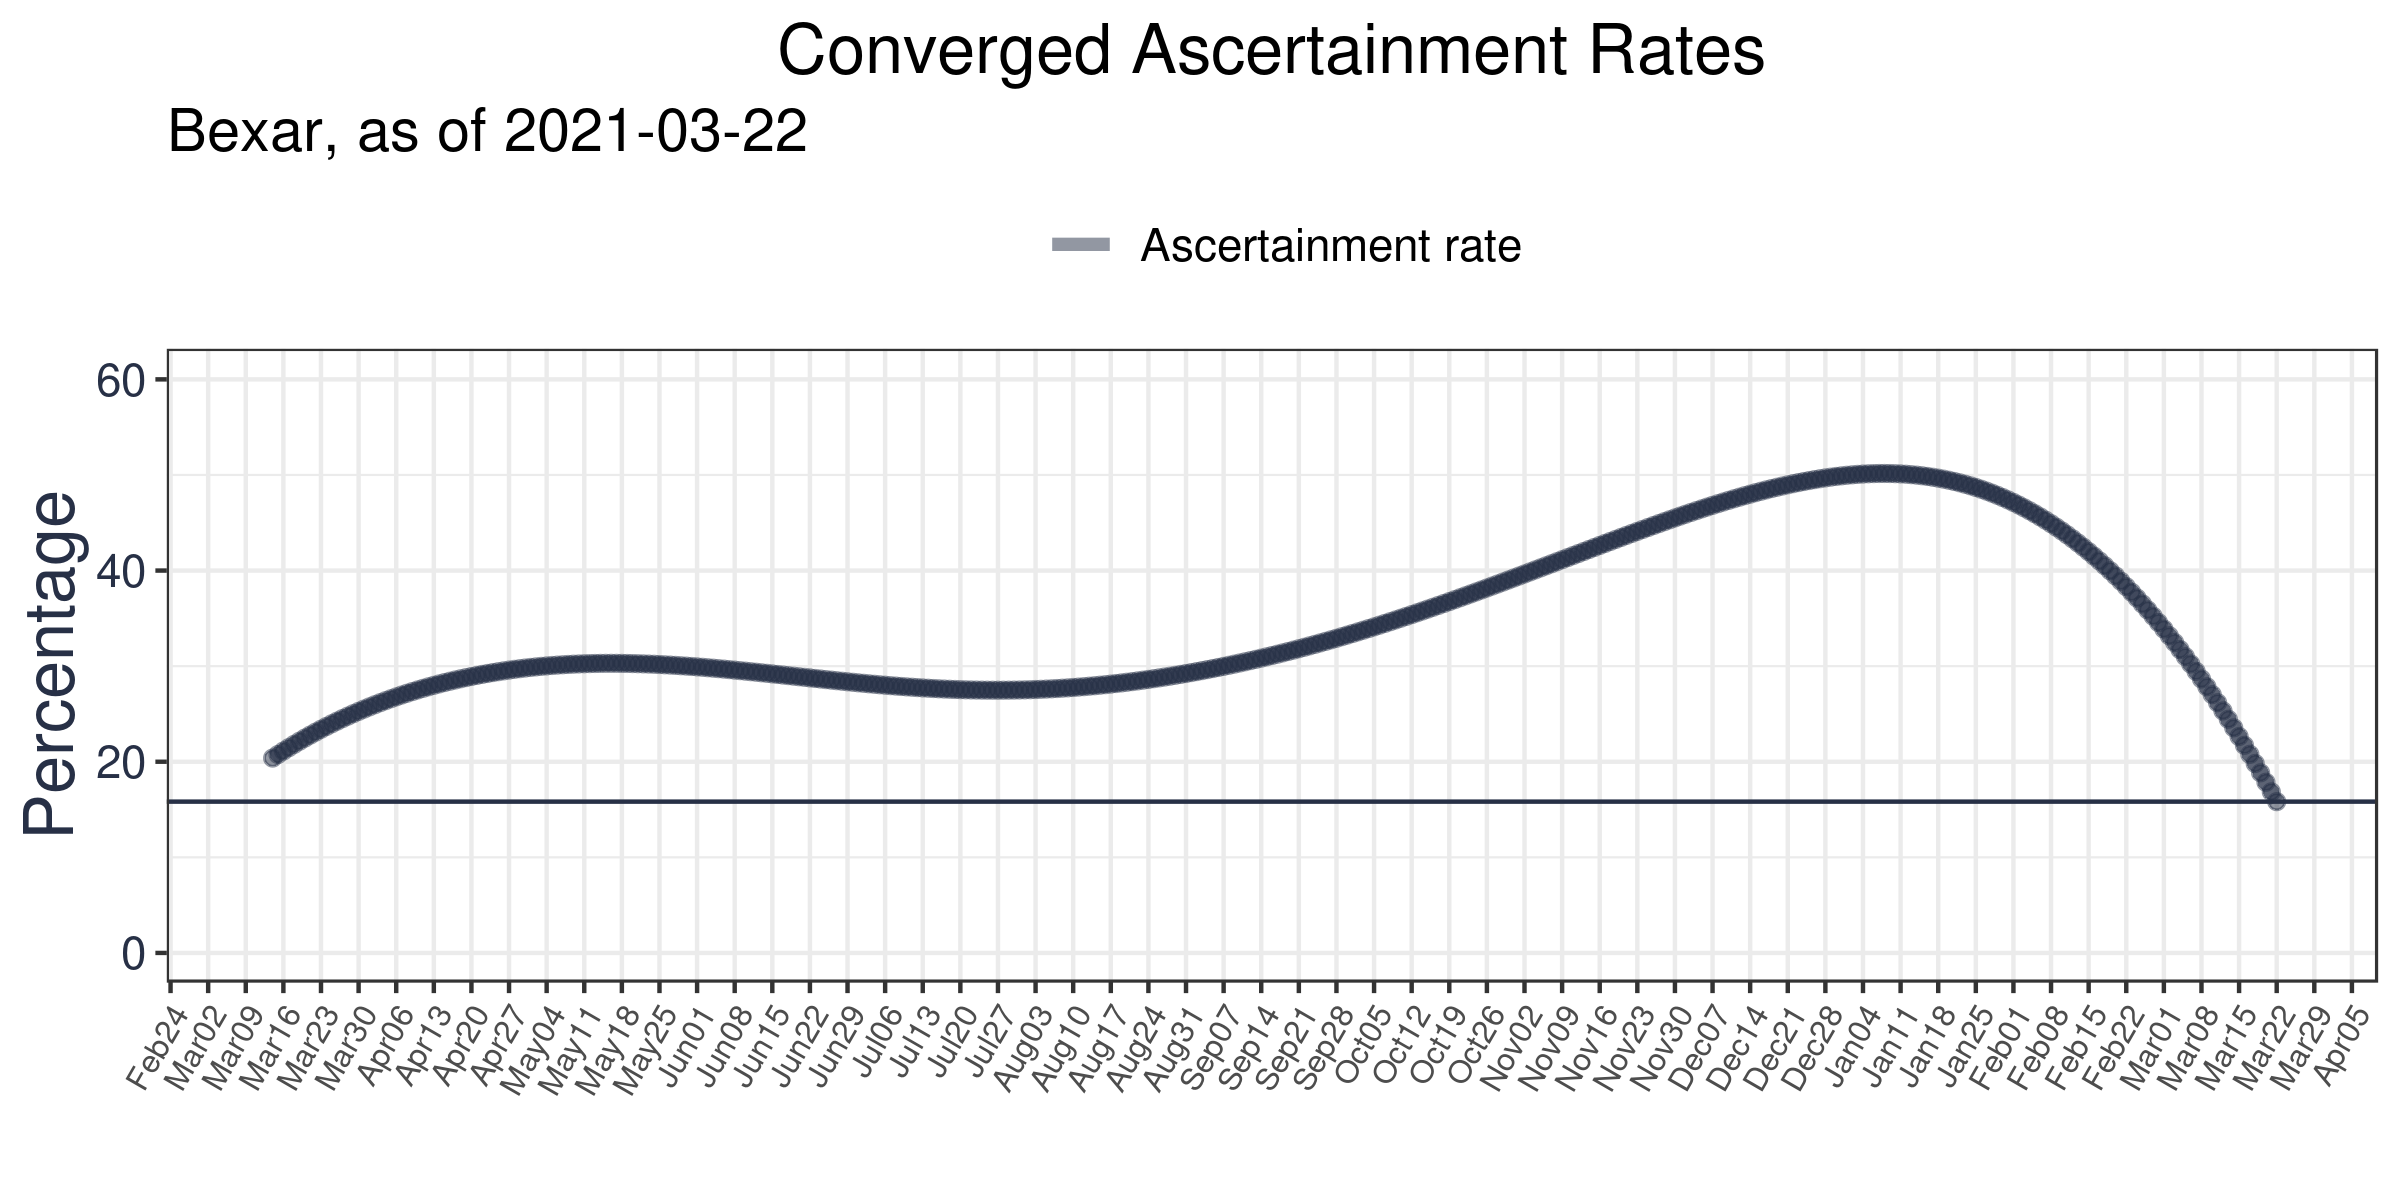 Converged Ascertainment Rates
Bexar, as of 2021-03-22
Ascertainment rate
Percentage
60
40
20
0
Feb24
Mar02
Mar09
Mar16
Mar23
Mar30
Apr06
Apr13
Apr20
Apr27
May04
May11
May18
May25
Jun01
Jun08
Jun15
Jun22
Jun29
Jul06
Jul13
Jul20
Jul27
Aug03
Aug10
Aug17
Aug24
Aug31
Sep07
Sep14
Sep21
Sep28
Oct05
Oct12
Oct19
Oct26
Nov02
Nov09
Nov16
Nov23
Nov30
Dec07
Dec14
Dec21
Dec28
Jan04
Jan11
Jan18
Jan25
Feb01
Feb08
Feb15
Feb22
Mar01
Mar08
Mar15
Mar22
Mar29
Apr05